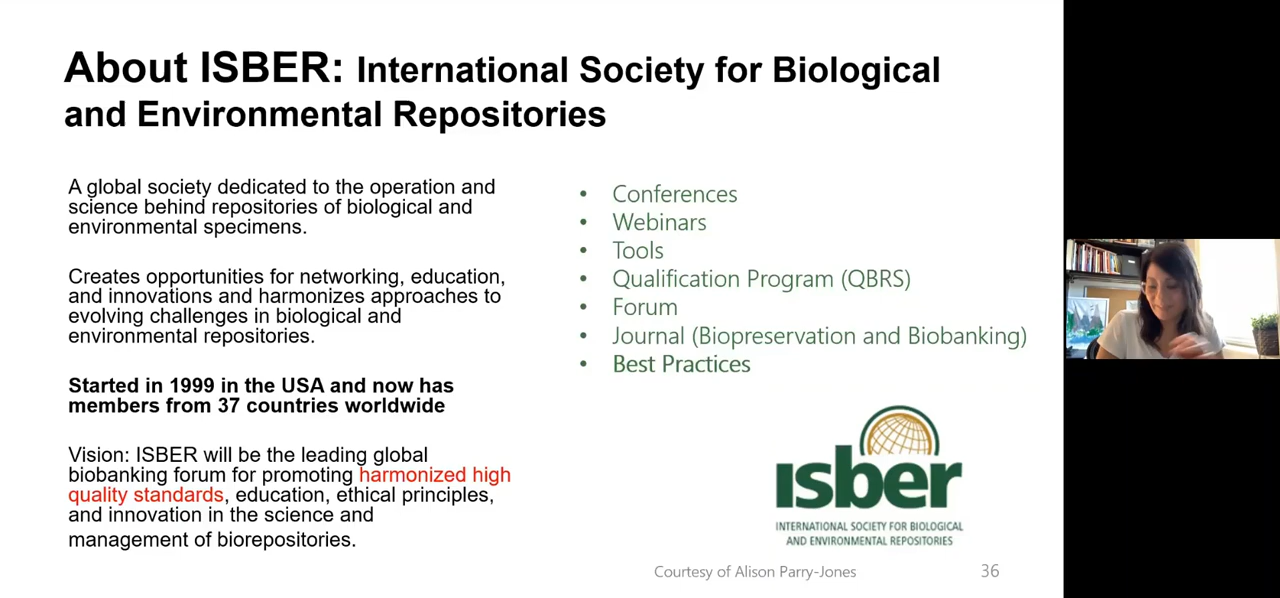 About ISBER: International Society for Biological
and Environmental Repositories
A global society dedicated to the operation and
science behind repositories of biological and
environmental specimens.
Creates opportunities for networking, education,
and innovations and harmonizes approaches to
evolving challenges in biological and
environmental repositories.
Started in 1999 in the USA and now has
members from 37 countries worldwide
Vision: ISBER will be the leading global
biobanking forum for promoting harmonized high
quality standards, education, ethical principles,
and innovation in the science and
management of biorepositories.
• Conferences
• Webinars
• Tools
• Qualification Program (QBRS)
• Forum
• Journal (Biopreservation and Biobanking)
• Best Practices
isber
INTERNATIONAL SOCIETY FOR BIOLOGICAL
AND ENVIRONMENTAL REPOSITORIES
Courtesy of Alison Parry-Jones
36